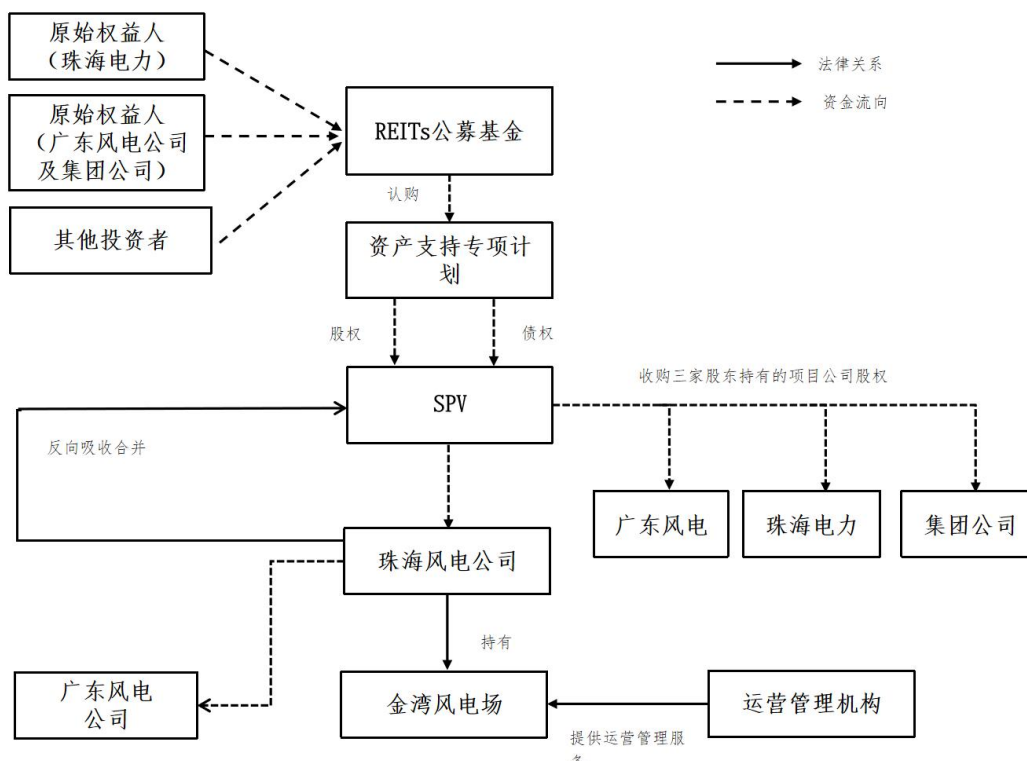 原始权益人
（珠海电力）
原始权益人
（广东风电公司
及集团公司）
其他投资者
法律关系
资金流向
REITs公募基金
认购
资产支持专项计
划
股权
债权
SPV
收购三家股东持有的项目公司股权
反向吸收合并
广东风电
珠海电力
集团公司
珠海风电公司
持有
广东风电
公司
金湾风电场
运营管理机构
提供运营管理服